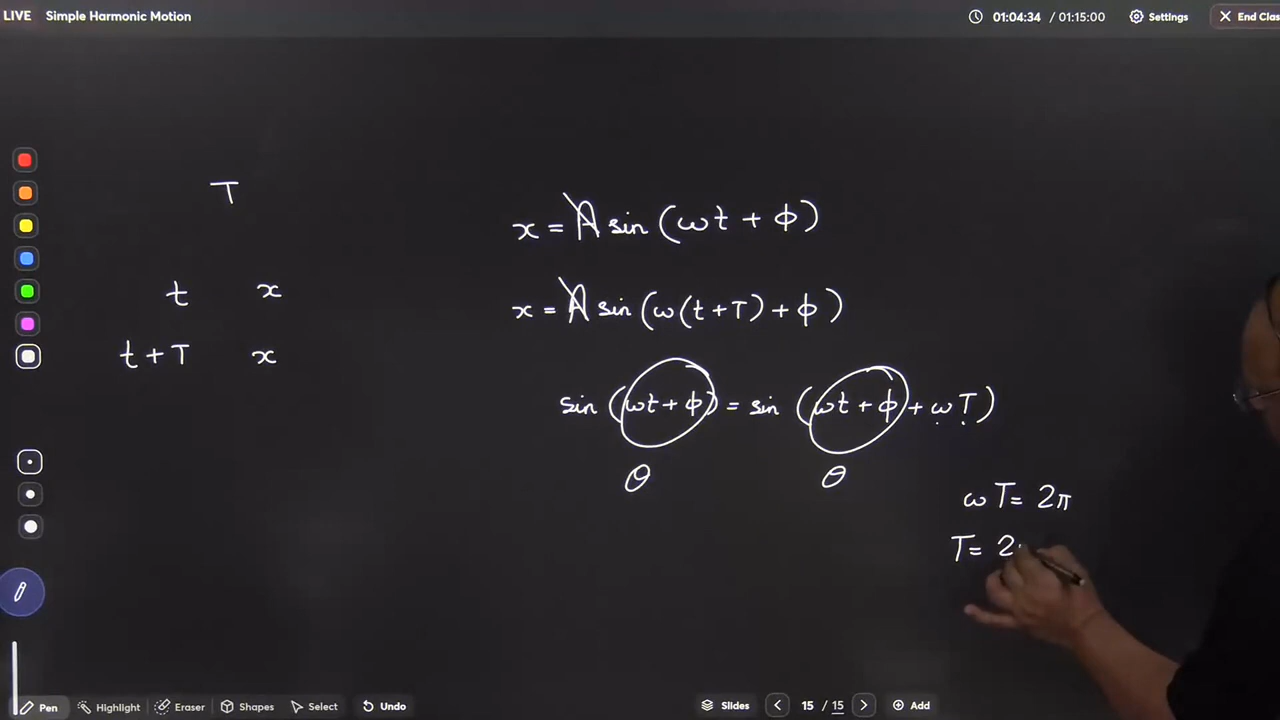 LIVE Simple Harmonic Motion 01:04:34 / 01:15:00 Settings End Clas
T
x = A sin (ωt + ϕ)
t x
x = A sin (ω(t+T) + ϕ)
t + T x
sin (ωt + ϕ) = sin (ωt + ϕ + ωT)
θ θ
ωT = 2π
T = 2
Pen Highlight Eraser Shapes Select Undo Slides 15 / 15 Add